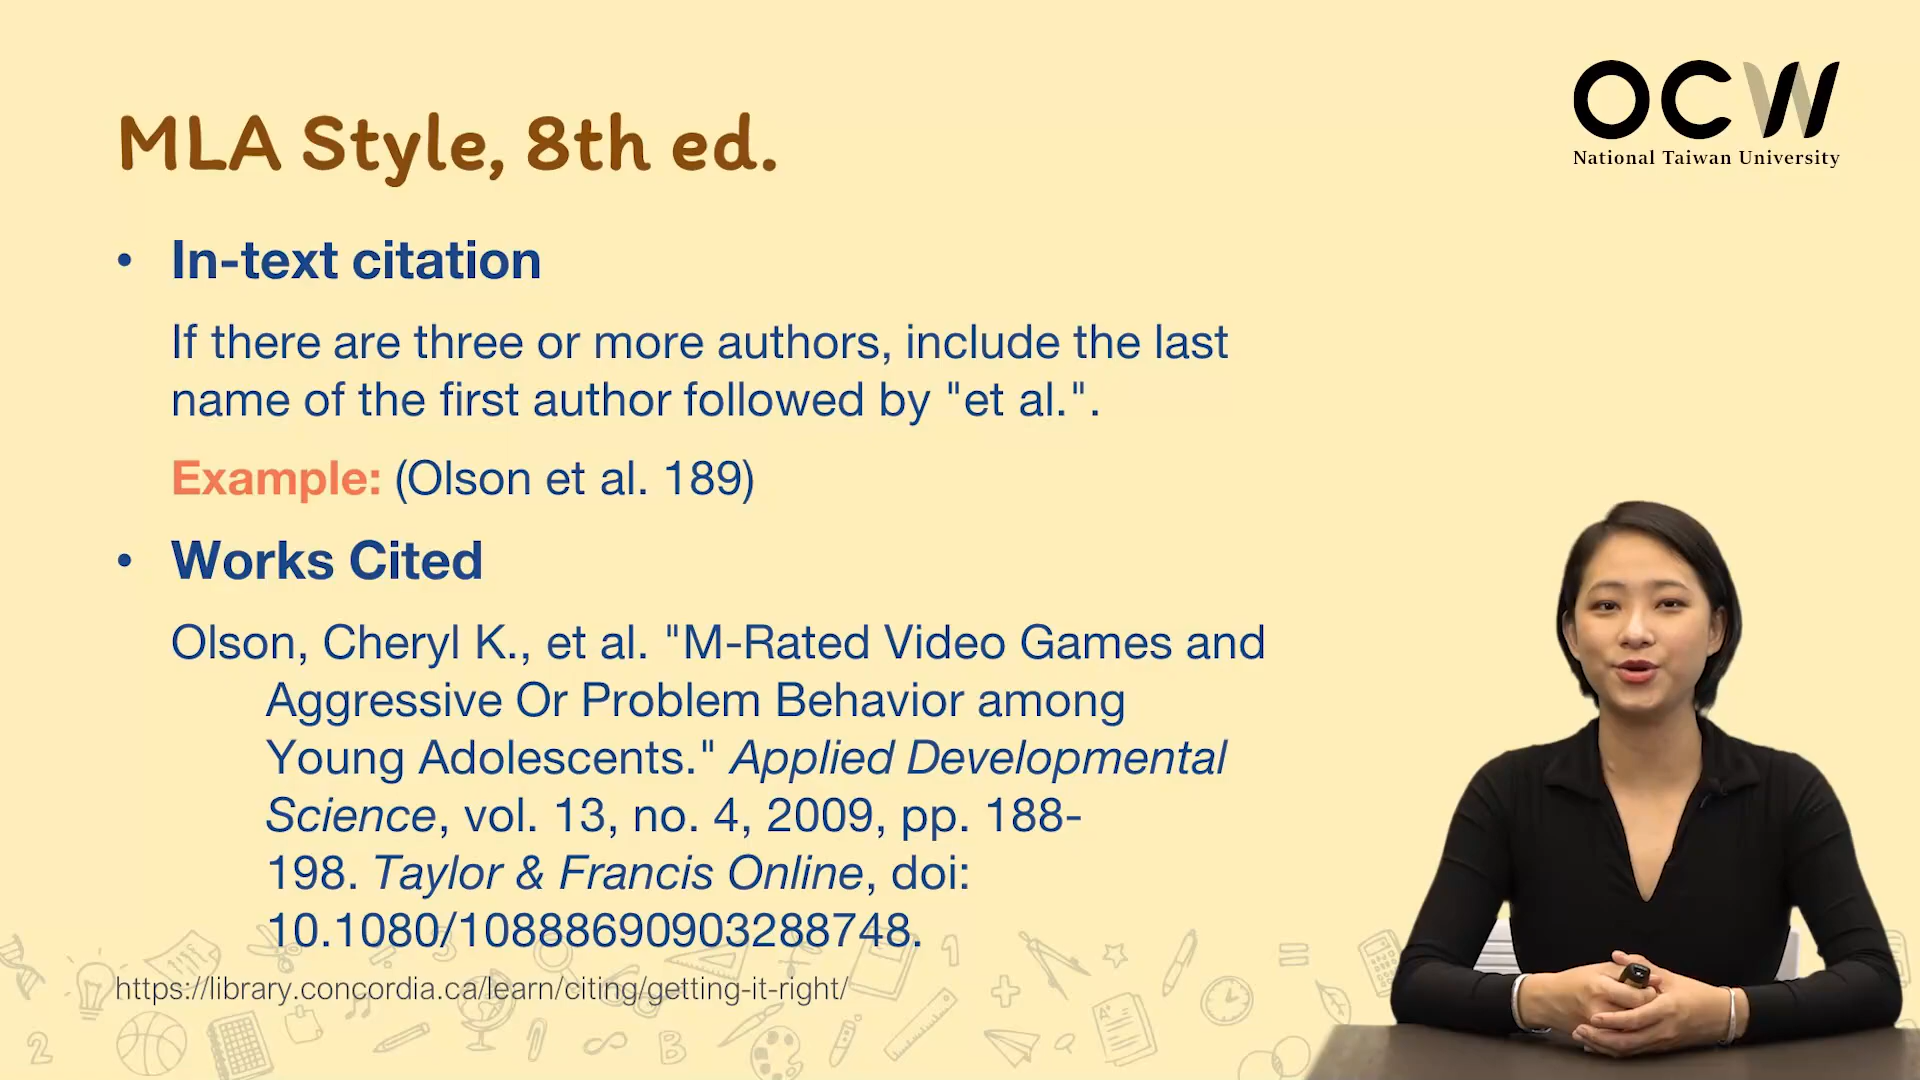 OCW
National Taiwan University
MLA Style, 8th ed.
• In-text citation
If there are three or more authors, include the last
name of the first author followed by "et al.".
Example: (Olson et al. 189)
• Works Cited
Olson, Cheryl K., et al. "M-Rated Video Games and
Aggressive Or Problem Behavior among
Young Adolescents." Applied Developmental
Science, vol. 13, no. 4, 2009, pp. 188-
198. Taylor & Francis Online, doi:
10.1080/10888690903288748.
https://library.concordia.ca/learn/citing/getting-it-right/